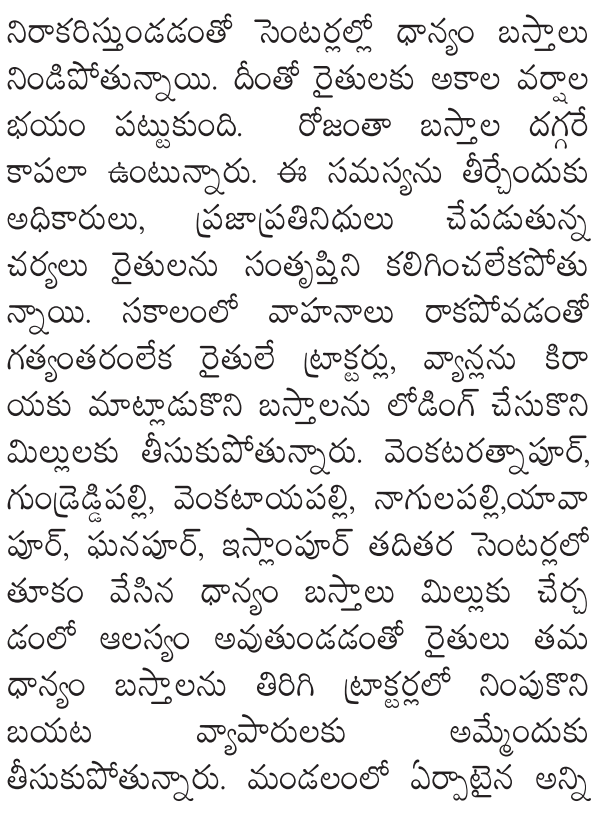 నిరాకరిస్తుండడంతో సెంటర్లల్లో ధాన్యం బస్తాలు
నిండిపోతున్నాయి. దీంతో రైతులకు అకాల వర్షాల
భయం పట్టుకుంది. రోజంతా బస్తాల దగ్గరే
కాపలా ఉంటున్నారు. ఈ సమస్యను తీర్చేందుకు
అధికారులు, ప్రజాప్రతినిధులు చేపడుతున్న
చర్యలు రైతులను సంతృప్తిని కలిగించలేకపోతు
న్నాయి. సకాలంలో వాహనాలు రాకపోవడంతో
గత్యంతరంలేక రైతులే ట్రాక్టర్లు, వ్యాన్లను కిరా
యకు మాట్లాడుకొని బస్తాలను లోడింగ్ చేసుకొని
మిల్లులకు తీసుకుపోతున్నారు. వెంకటరత్నాపూర్,
గుండ్రెడ్డిపల్లి, వెంకటాయపల్లి, నాగులపల్లి,యావా
పూర్, ఘనపూర్, ఇస్లాంపూర్ తదితర సెంటర్లలో
తూకం వేసిన ధాన్యం బస్తాలు మిల్లుకు చేర్చ
డంలో ఆలస్యం అవుతుండడంతో రైతులు తమ
ధాన్యం బస్తాలను తిరిగి ట్రాక్టర్లలో నింపుకొని
బయట వ్యాపారులకు అమ్మేందుకు
తీసుకుపోతున్నారు. మండలంలో ఏర్పాటైన అన్ని